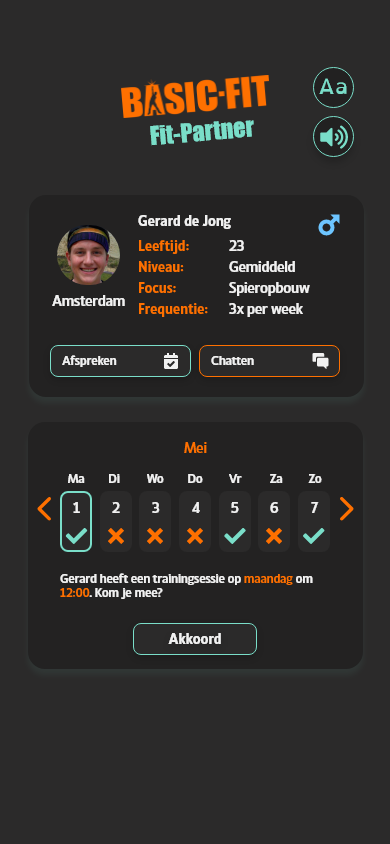 BASIC-FIT
Fit-Partner
Aa
Gerard de Jong
Leeftijd: 23
Niveau: Gemiddeld
Focus: Spieropbouw
Frequentie: 3x per week
Amsterdam
Afspreken
Chatten
Mei
Ma Di Wo Do Vr Za Zo
1 2 3 4 5 6 7
Gerard heeft een trainingsessie op maandag om
12:00. Kom je mee?
Akkoord